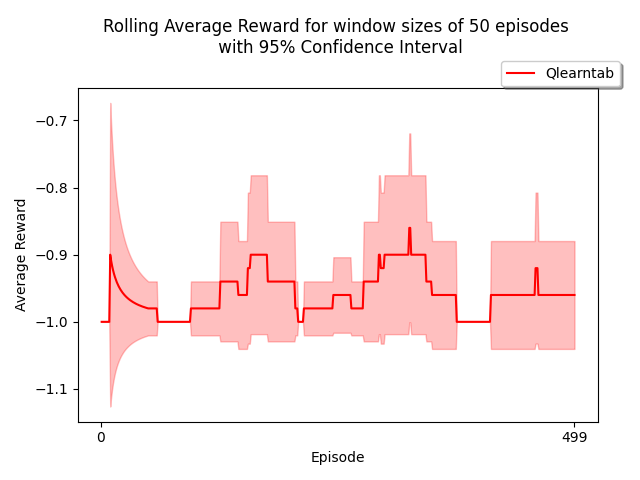 Rolling Average Reward for window sizes of 50 episodes
with 95% Confidence Interval
Qlearntab
−0.7
−0.8
−0.9
−1.0
−1.1
Average Reward
0
499
Episode